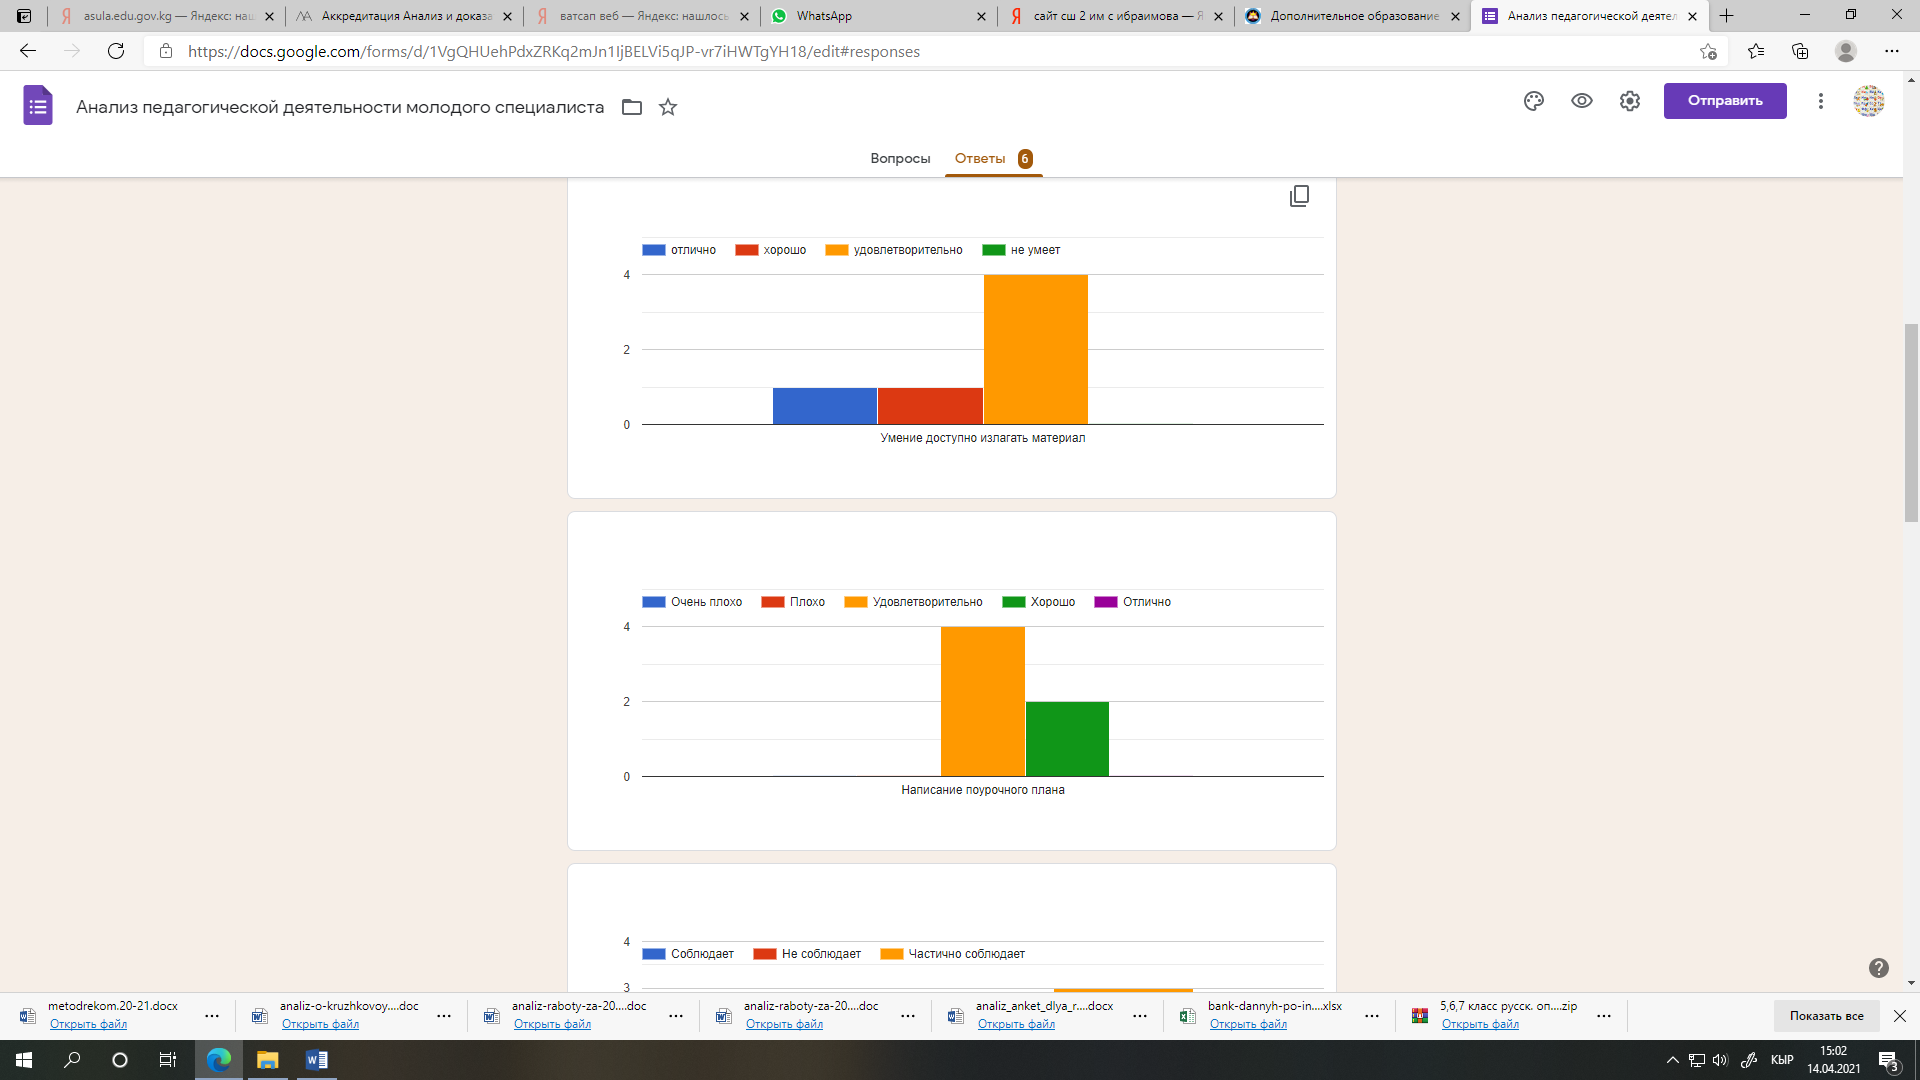 asula.edu.gov.kg — Яндекс: наш
Аккредитация Анализ и доказа
ватсап веб — Яндекс: нашлось
WhatsApp
сайт сш 2 им с ибраимова — Я
Дополнительное образование
Анализ педагогической деятел
https://docs.google.com/forms/d/1VgQHUehPdxZRKq2mJn1IjBELVi5qJP-vr7iHWTgYH18/edit#responses
Анализ педагогической деятельности молодого специалиста
Отправить
Вопросы Ответы 6
отлично хорошо удовлетворительно не умеет
4
2
0
Умение доступно излагать материал
Очень плохо Плохо Удовлетворительно Хорошо Отлично
4
2
0
Написание поурочного плана
4
Соблюдает Не соблюдает Частично соблюдает
3
metodrekom.20-21.docx analiz-o-kruzhkovoy....doc analiz-raboty-za-20....doc analiz-raboty-za-20....doc analiz_anket_dlya_r....docx bank-dannyh-po-in....xlsx 5,6,7 класс русск. оп....zip
Открыть файл Открыть файл Открыть файл Открыть файл Открыть файл Открыть файл Открыть файл
Показать все
КЫР
15:02
14.04.2021
3